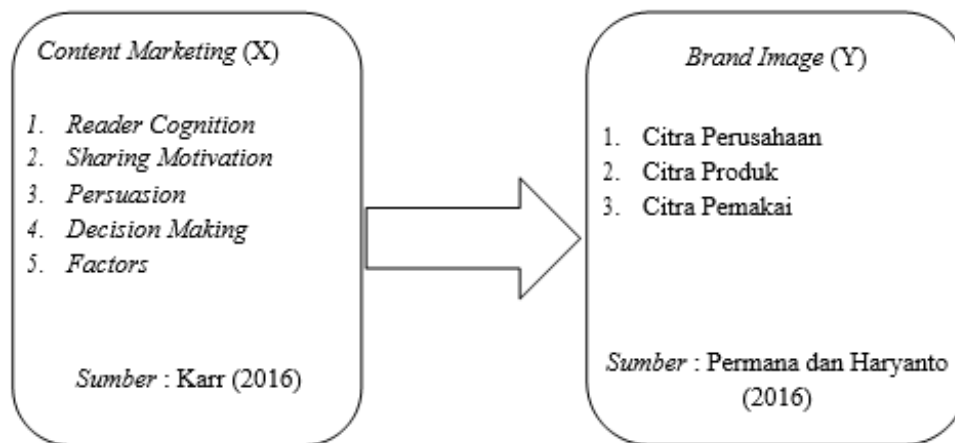 Content Marketing (X)
1. Reader Cognition
2. Sharing Motivation
3. Persuasion
4. Decision Making
5. Factors
Sumber : Karr (2016)
Brand Image (Y)
1. Citra Perusahaan
2. Citra Produk
3. Citra Pemakai
Sumber : Permana dan Haryanto
(2016)